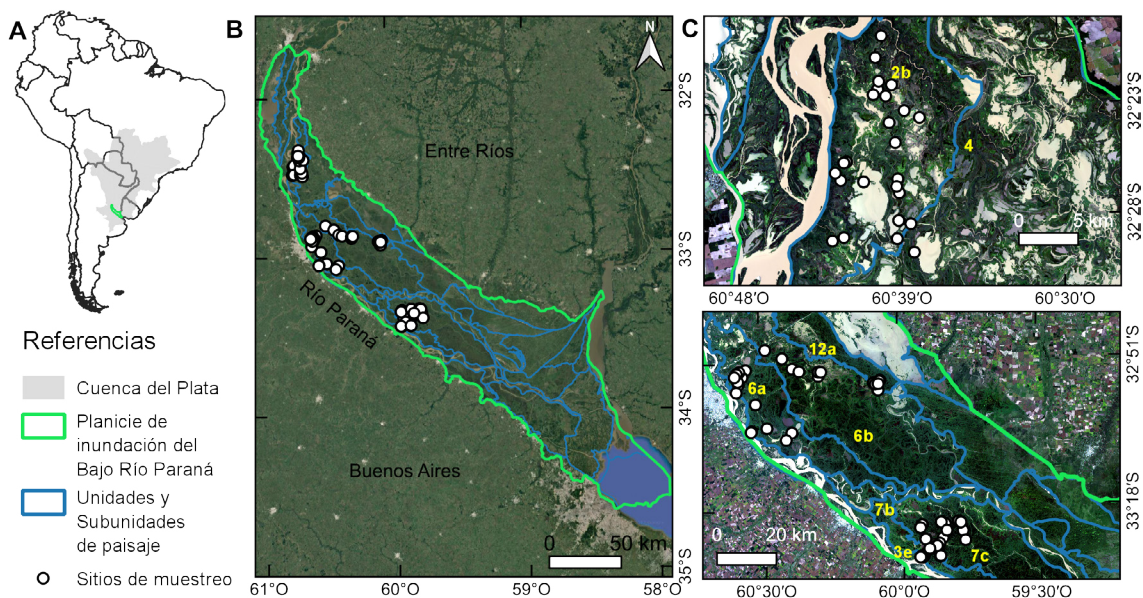 A
Referencias
Cuenca del Plata
Planicie de
inundación del
Bajo Río Paraná
Unidades y
Subunidades
de paisaje
Sitios de muestreo
B
N
Entre Ríos
Río Paraná
Buenos Aires
0 50 km
32°S
33°S
34°S
35°S
61°O 60°O 59°O 58°O
C
2b
4
0 5 km
32°23'S
32°28'S
60°48'O 60°39'O 60°30'O
12a
6a
6b
7b
3e
7c
0 20 km
32°51'S
33°18'S
60°30'O 60°0'O 59°30'O